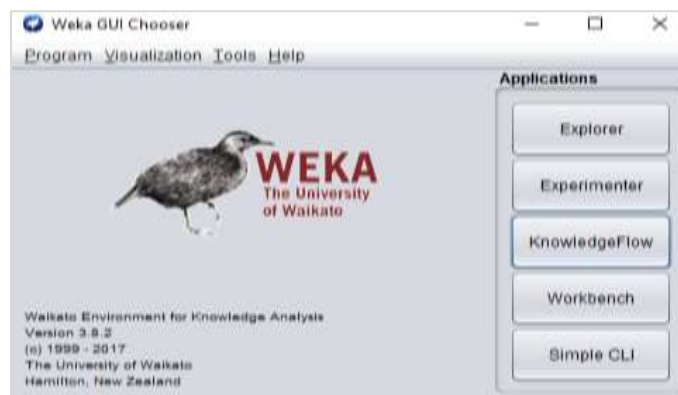 Weka GUI Chooser
Program Visualization Tools Help
Applications
Explorer
Experimenter
KnowledgeFlow
Workbench
Simple CLI
WEKA
The University
of Waikato
Waikato Environment for Knowledge Analysis
Version 3.8.2
(c) 1999 - 2017
The University of Waikato
Hamilton, New Zealand